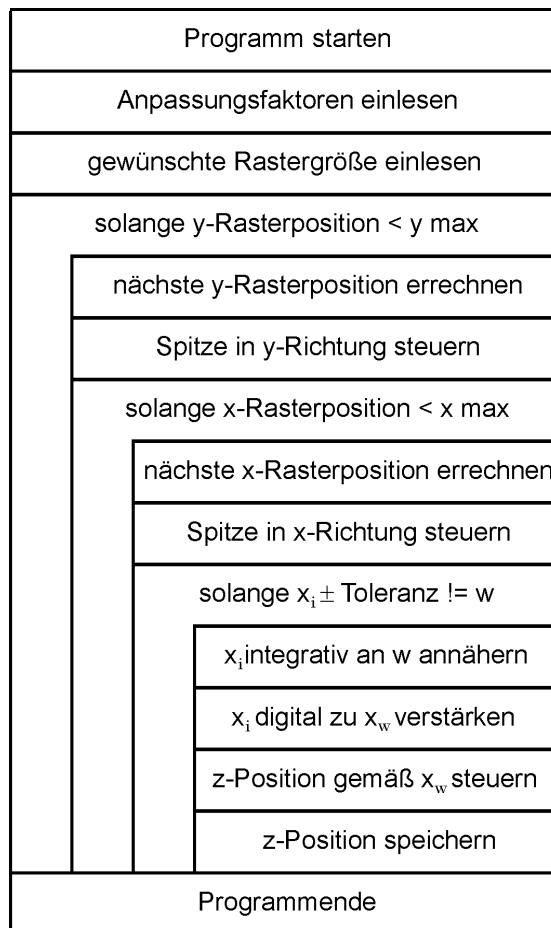 Programm starten
Anpassungsfaktoren einlesen
gewünschte Rastergröße einlesen
solange y-Rasterposition < y max
nächste y-Rasterposition errechnen
Spitze in y-Richtung steuern
solange x-Rasterposition < x max
nächste x-Rasterposition errechnen
Spitze in x-Richtung steuern
solange xᵢ ± Toleranz != w
xᵢ integrativ an w annähern
xᵢ digital zu x_w verstärken
z-Position gemäß x_w steuern
z-Position speichern
Programmende